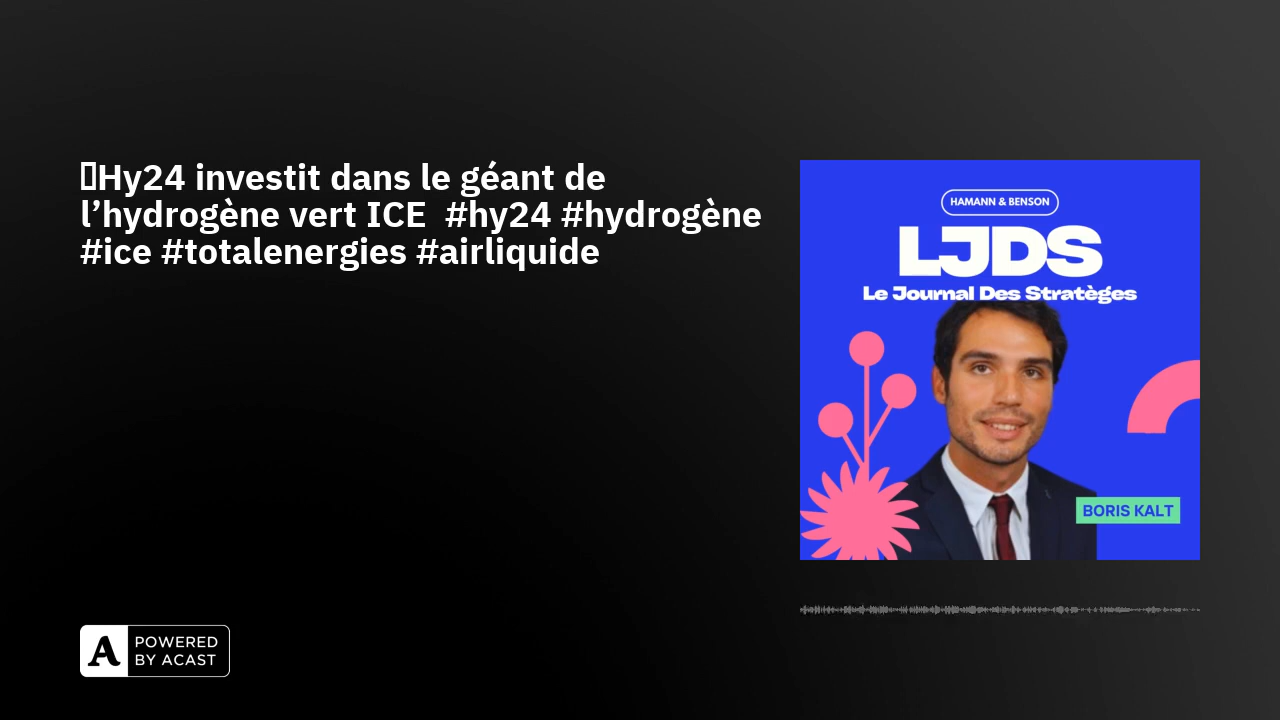 Hy24 investit dans le géant de
l’hydrogène vert ICE  #hy24 #hydrogène
#ice #totalenergies #airliquide
HAMANN & BENSON
LJDS
Le Journal Des Stratèges
BORIS KALT
A POWERED
BY ACAST